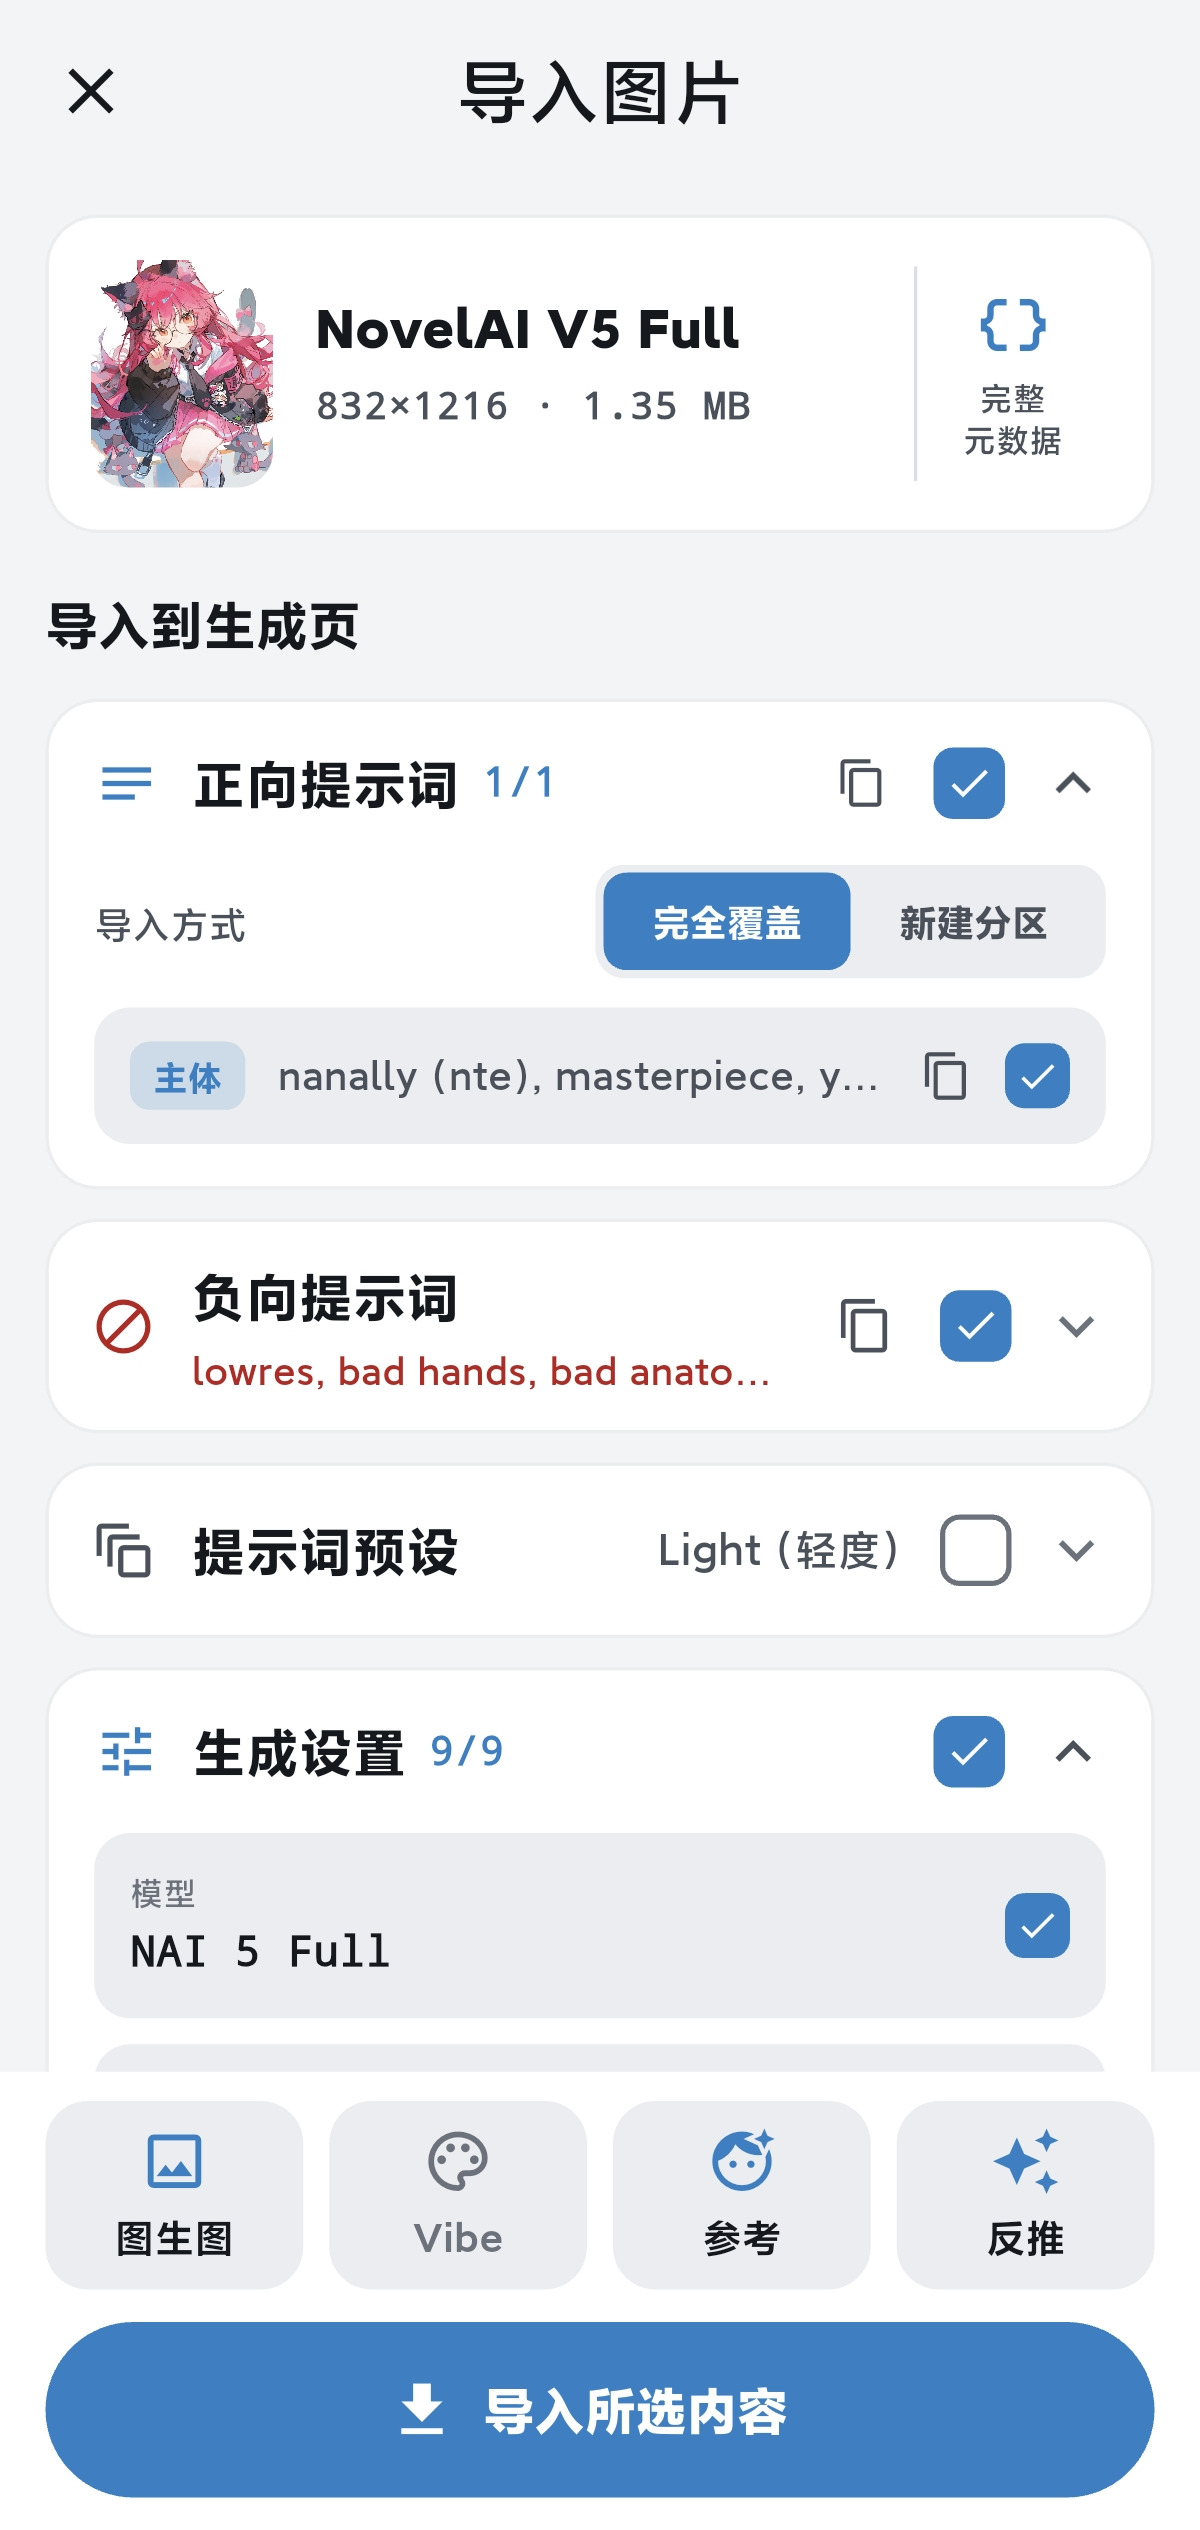 导入图片
NovelAI V5 Full
832×1216 · 1.35 MB
完整
元数据
导入到生成页
正向提示词 1/1
导入方式
完全覆盖
新建分区
主体 nanally (nte), masterpiece, y...
负向提示词
lowres, bad hands, bad anato...
提示词预设 Light (轻度)
生成设置 9/9
模型
NAI 5 Full
图生图
Vibe
参考
反推
导入所选内容